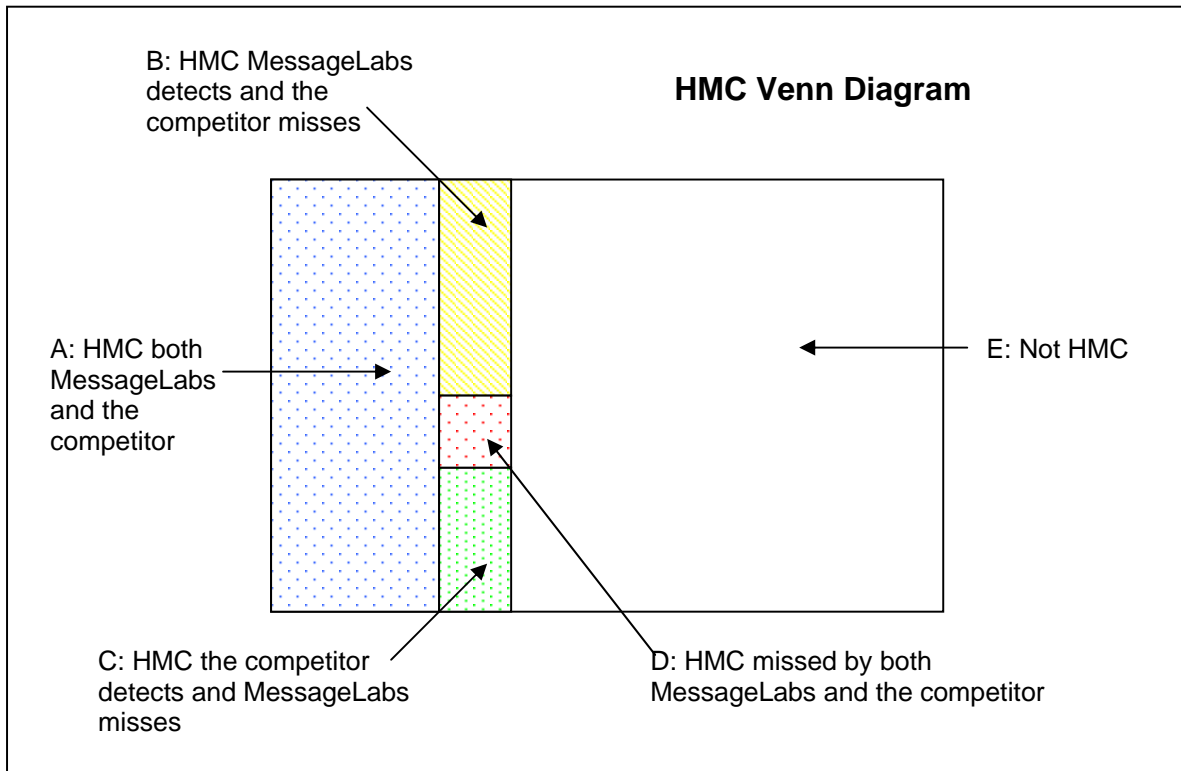 B: HMC MessageLabs
detects and the
competitor misses
HMC Venn Diagram
A: HMC both
MessageLabs
and the
competitor
E: Not HMC
C: HMC the competitor
detects and MessageLabs
misses
D: HMC missed by both
MessageLabs and the competitor